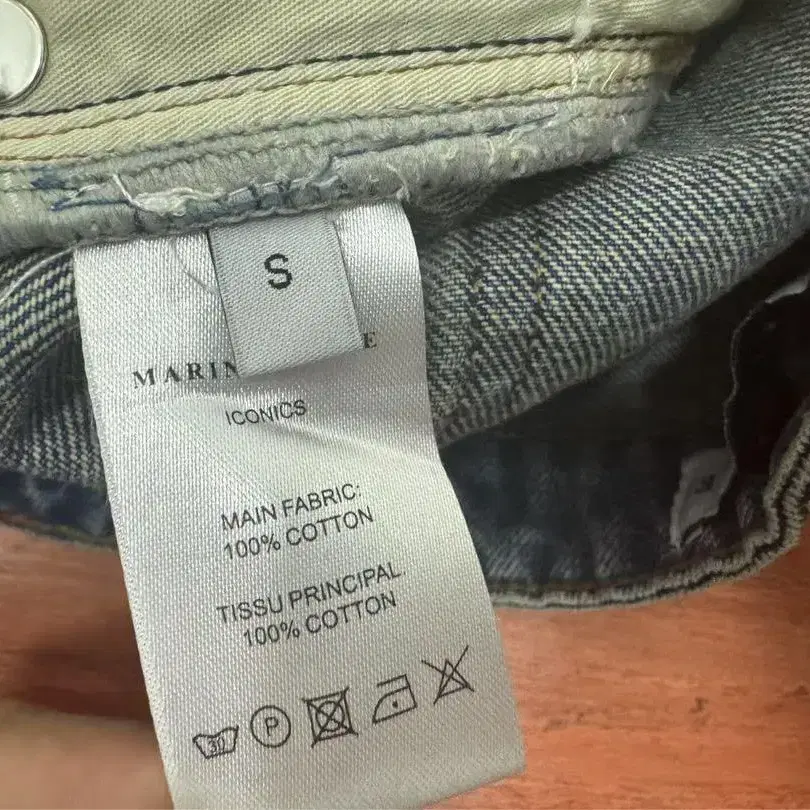 S
MARIN E
ICONICS
MAIN FABRIC:
100% COTTON
TISSU PRINCIPAL
100% COTTON
30 P